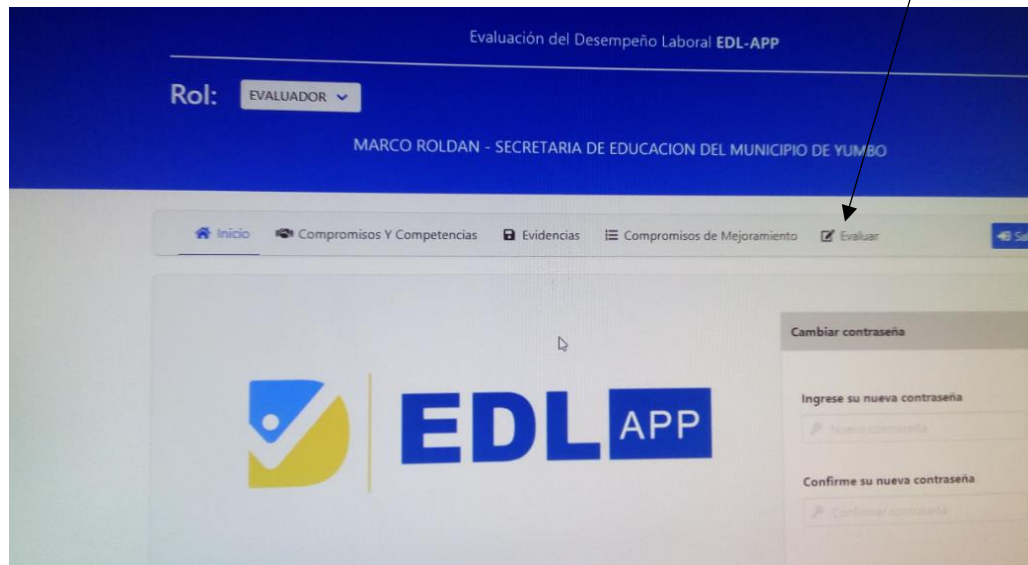 Evaluación del Desempeño Laboral EDL-APP
Rol: EVALUADOR
MARCO ROLDAN - SECRETARIA DE EDUCACION DEL MUNICIPIO DE YUMBO
Inicio Compromisos Y Competencias Evidencias Compromisos de Mejoramiento Evaluar
EDL APP
Cambiar contraseña
Ingrese su nueva contraseña
Nueva contraseña
Confirme su nueva contraseña
Confirmar contraseña